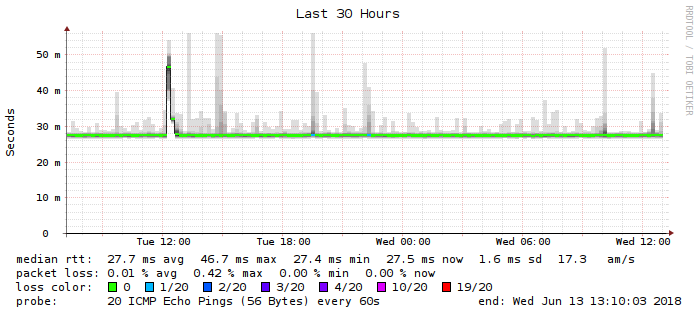 Last 30 Hours
RRDTOOL / TOBI OETIKER
Seconds
50 m
40 m
30 m
20 m
10 m
0
Tue 12:00 Tue 18:00 Wed 00:00 Wed 06:00 Wed 12:00
median rtt: 27.7 ms avg 46.7 ms max 27.4 ms min 27.5 ms now 1.6 ms sd 17.3 am/s
packet loss: 0.01 % avg 0.42 % max 0.00 % min 0.00 % now
loss color: 0 1/20 2/20 3/20 4/20 10/20 19/20
probe: 20 ICMP Echo Pings (56 Bytes) every 60s end: Wed Jun 13 13:10:03 2018